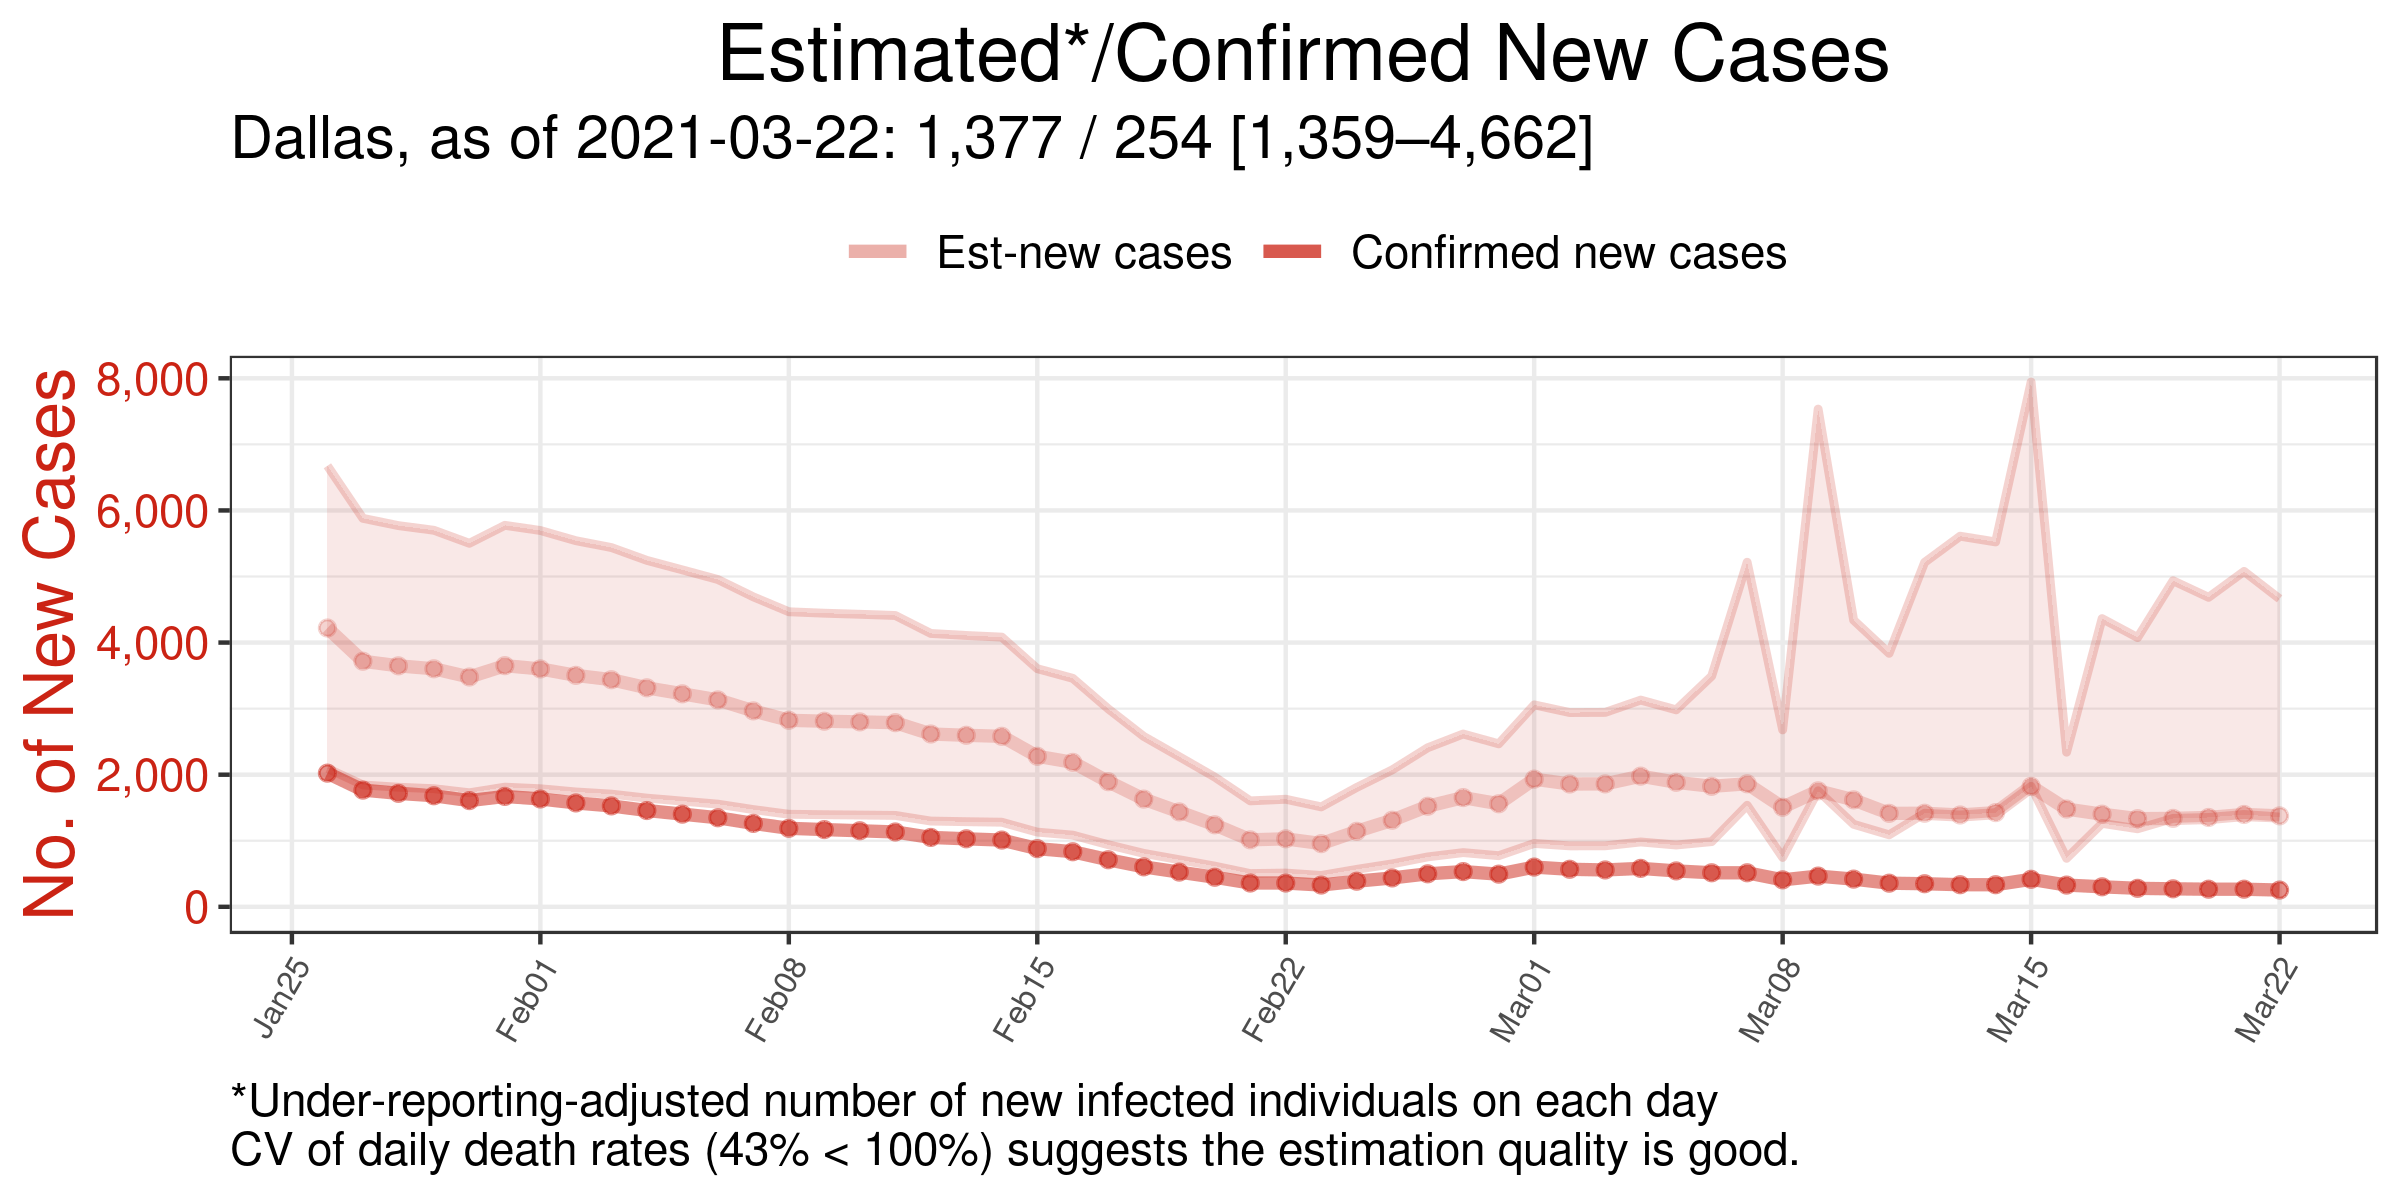 Estimated*/Confirmed New Cases
Dallas, as of 2021-03-22: 1,377 / 254 [1,359–4,662]
Est-new cases
Confirmed new cases
No. of New Cases
8,000
6,000
4,000
2,000
0
Jan25
Feb01
Feb08
Feb15
Feb22
Mar01
Mar08
Mar15
Mar22
*Under-reporting-adjusted number of new infected individuals on each day
CV of daily death rates (43% < 100%) suggests the estimation quality is good.